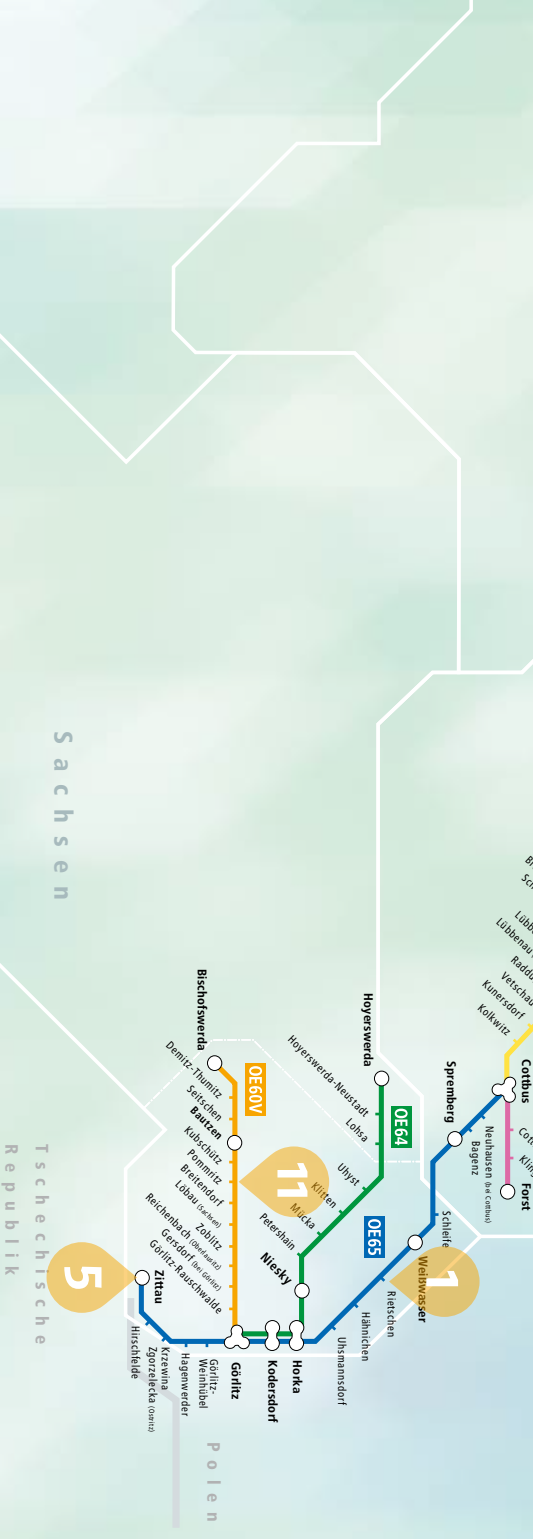 Sachsen
Tschechische
Republik
Polen
Kunersdorf
Kolkwitz
Cottbus
Forst
Neuhausen (bei Cottbus)
Bagenz
Spremberg
Schleife
Weißwasser
1
Rietschen
Hähnichen
Uhsmannsdorf
OE65
Hoyerswerda
OE64
Hoyerswerda-Neustadt
Lohsa
Uhyst
Klitten
Mücka
Petershain
Niesky
Horka
Kodersdorf
Görlitz
Bischofswerda
OE60V
Demitz-Thumitz
Seitschen
Bautzen
Kubschütz
Pommritz
Breitendorf
Löbau (Sachsen)
Zoblitz
Reichenbach (Oberlausitz)
Gersdorf (bei Görlitz)
Görlitz-Rauschwalde
11
Görlitz-
Weinhübel
Hagenwerder
Krzewina
Zgorzelecka (Ostritz)
Hirschfelde
Zittau
5